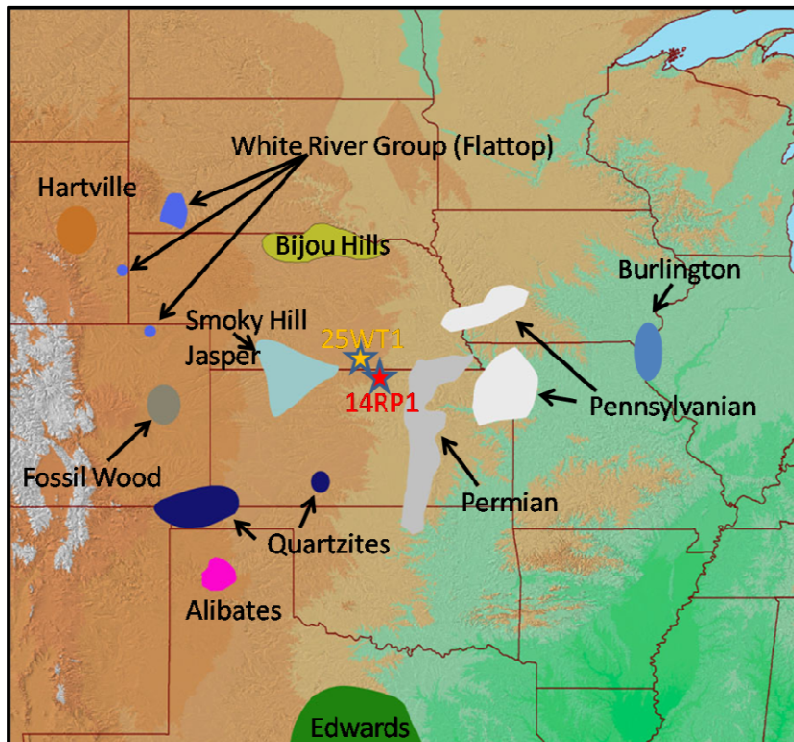 White River Group (Flattop)
Hartville
Bijou Hills
Burlington
Smoky Hill
Jasper
25WT1
14RP1
Pennsylvanian
Fossil Wood
Permian
Quartzites
Alibates
Edwards